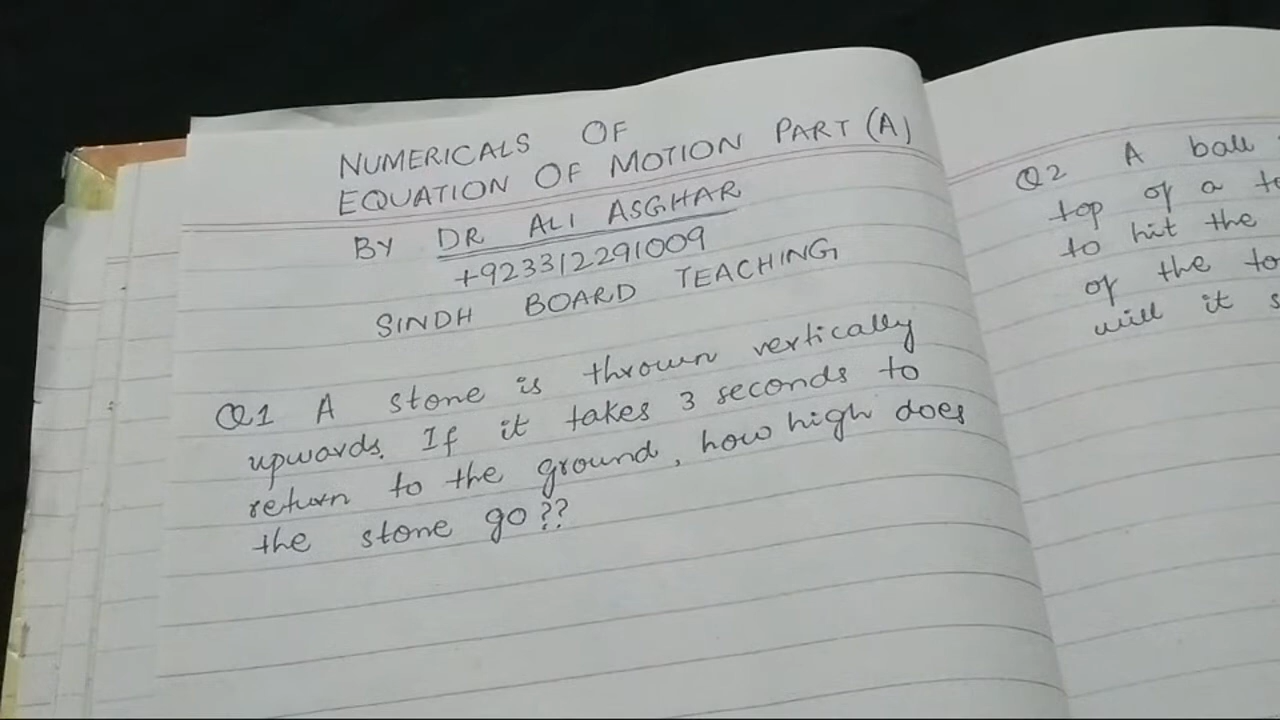 NUMERICALS OF
EQUATION OF MOTION PART (A)
BY DR ALI ASGHAR
+923312291009
SINDH BOARD TEACHING
Q1 A stone is thrown vertically
upwards. If it takes 3 seconds to
return to the ground, how high does
the stone go??
Q2 A ball
top of a
to hit the
of the
will it